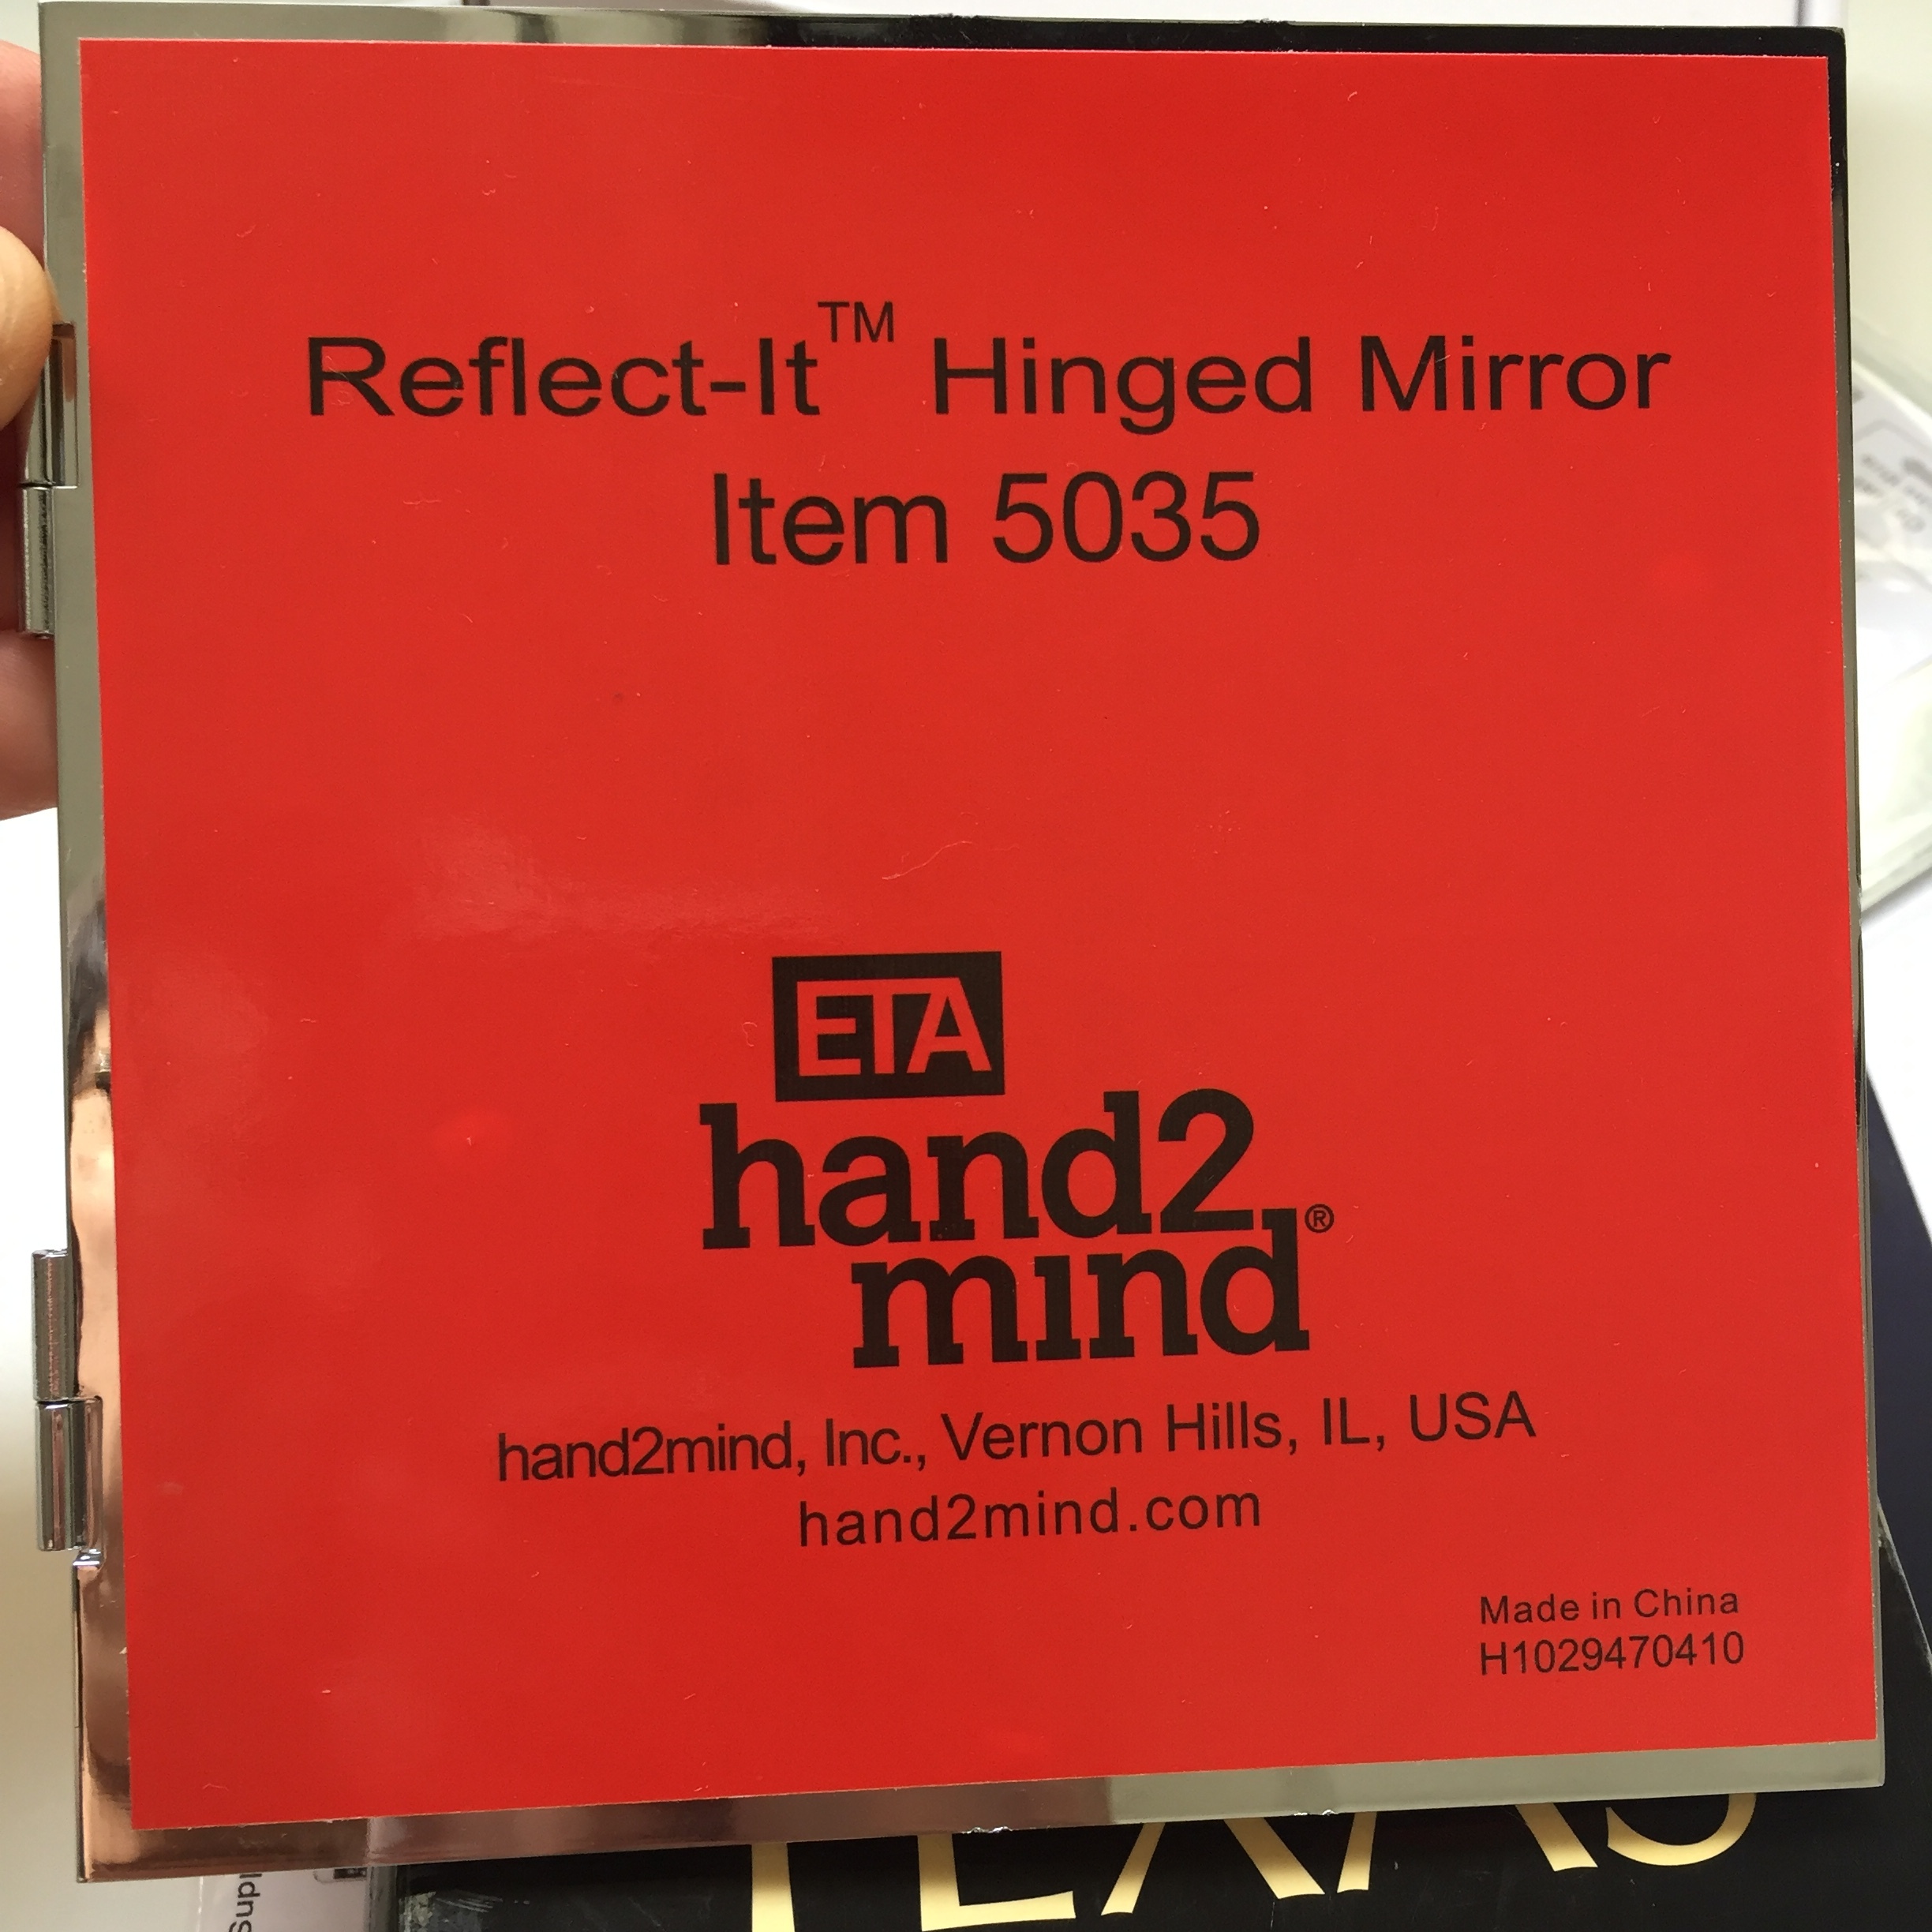 Reflect-It™ Hinged Mirror
Item 5035
ETA
hand2
mind®
hand2mind, Inc., Vernon Hills, IL, USA
hand2mind.com
Made in China
H1029470410
TEXAS